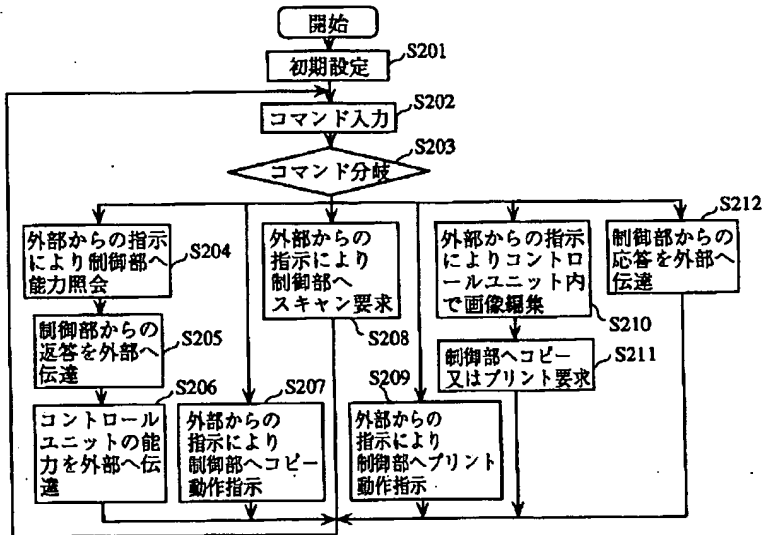 開始
初期設定
S201
コマンド入力
S202
コマンド分岐
S203
外部からの指示
により制御部へ
能力照会
S204
制御部からの
返答を外部へ
伝達
S205
コントロール
ユニットの能
力を外部へ伝
達
S206
外部からの
指示により
制御部へコピー
動作指示
S207
外部からの
指示により
制御部へ
スキャン要求
S208
外部からの
指示により
制御部へプリント
動作指示
S209
外部からの指示
によりコントロ
ールユニット内
で画像編集
S210
制御部へコピー
又はプリント要求
S211
制御部からの
応答を外部へ
伝達
S212